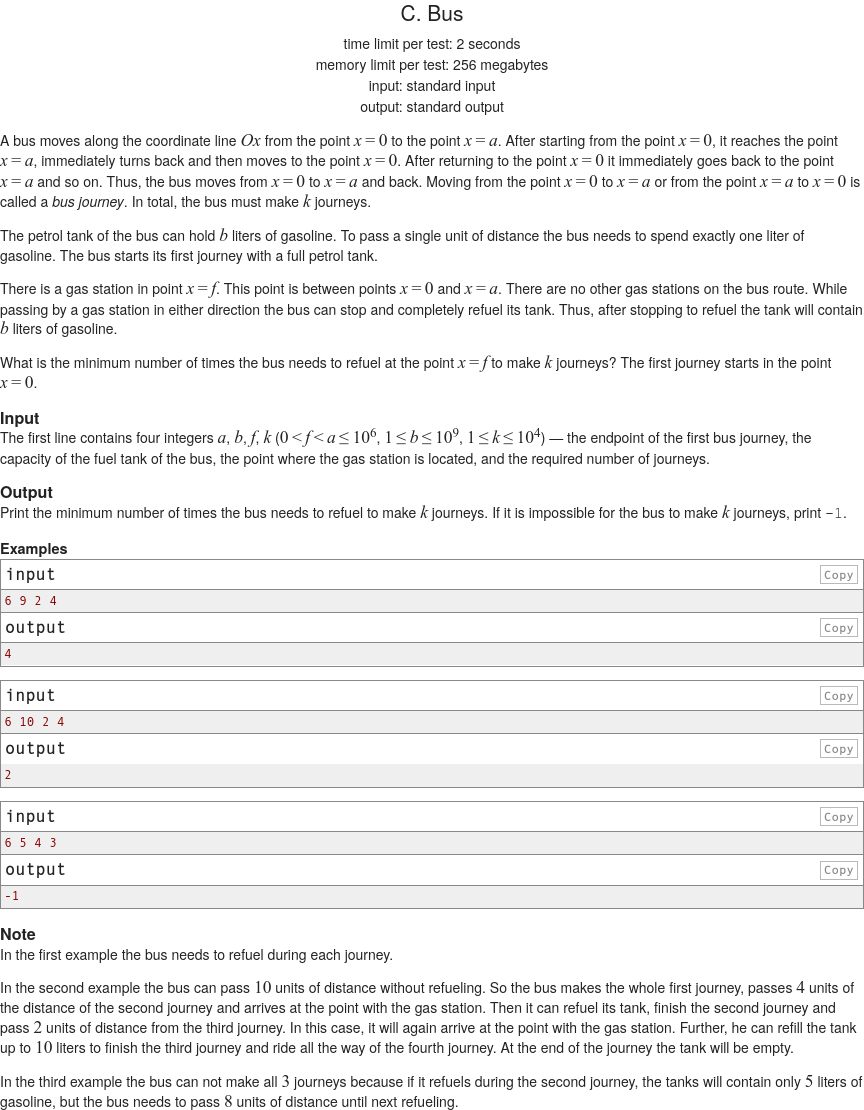 C. Bus
time limit per test: 2 seconds
memory limit per test: 256 megabytes
input: standard input
output: standard output
A bus moves along the coordinate line Ox from the point x = 0 to the point x = a. After starting from the point x = 0, it reaches the point
x = a, immediately turns back and then moves to the point x = 0. After returning to the point x = 0 it immediately goes back to the point
x = a and so on. Thus, the bus moves from x = 0 to x = a and back. Moving from the point x = 0 to x = a or from the point x = a to x = 0 is
called a bus journey. In total, the bus must make k journeys.
The petrol tank of the bus can hold b liters of gasoline. To pass a single unit of distance the bus needs to spend exactly one liter of
gasoline. The bus starts its first journey with a full petrol tank.
There is a gas station in point x = f. This point is between points x = 0 and x = a. There are no other gas stations on the bus route. While
passing by a gas station in either direction the bus can stop and completely refuel its tank. Thus, after stopping to refuel the tank will contain
b liters of gasoline.
What is the minimum number of times the bus needs to refuel at the point x = f to make k journeys? The first journey starts in the point
x = 0.
Input
The first line contains four integers a, b, f, k (0 < f < a ≤ 10⁶, 1 ≤ b ≤ 10⁹, 1 ≤ k ≤ 10⁴) — the endpoint of the first bus journey, the
capacity of the fuel tank of the bus, the point where the gas station is located, and the required number of journeys.
Output
Print the minimum number of times the bus needs to refuel to make k journeys. If it is impossible for the bus to make k journeys, print -1.
Examples
input Copy
6 9 2 4
output Copy
4
input Copy
6 10 2 4
output Copy
2
input Copy
6 5 4 3
output Copy
-1
Note
In the first example the bus needs to refuel during each journey.
In the second example the bus can pass 10 units of distance without refueling. So the bus makes the whole first journey, passes 4 units of
the distance of the second journey and arrives at the point with the gas station. Then it can refuel its tank, finish the second journey and
pass 2 units of distance from the third journey. In this case, it will again arrive at the point with the gas station. Further, he can refill the tank
up to 10 liters to finish the third journey and ride all the way of the fourth journey. At the end of the journey the tank will be empty.
In the third example the bus can not make all 3 journeys because if it refuels during the second journey, the tanks will contain only 5 liters of
gasoline, but the bus needs to pass 8 units of distance until next refueling.